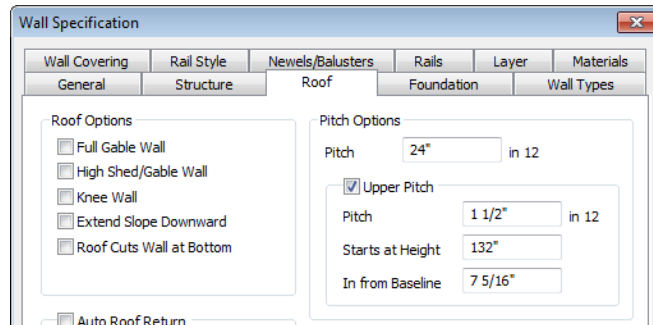 Wall Specification
Wall Covering Rail Style Newels/Balusters Rails Layer Materials
General Structure Roof Foundation Wall Types
Roof Options
Full Gable Wall
High Shed/Gable Wall
Knee Wall
Extend Slope Downward
Roof Cuts Wall at Bottom
Pitch Options
Pitch 24" in 12
Upper Pitch
Pitch 1 1/2" in 12
Starts at Height 132"
In from Baseline 7 5/16"
Auto Roof Return